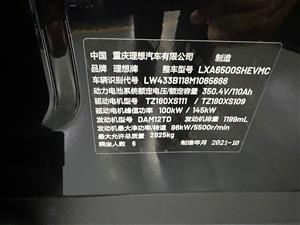 中国 重庆理想汽车有限公司 制造
品牌 理想牌 整车型号 LXA6500SHEVMC
车辆识别代号 LW433B118M1065666
动力电池系统额定电压/额定容量 350.4V/110Ah
驱动电机型号 TZ180XS111 / TZ180XS109
驱动电机峰值功率 100kW / 145kW
发动机型号 DAM12TD 发动机排量 1199mL
最大净功率/转速 96kW/5500r/min
最大允许总质量 2825kg
乘坐人数 6 制造年月 2021-10